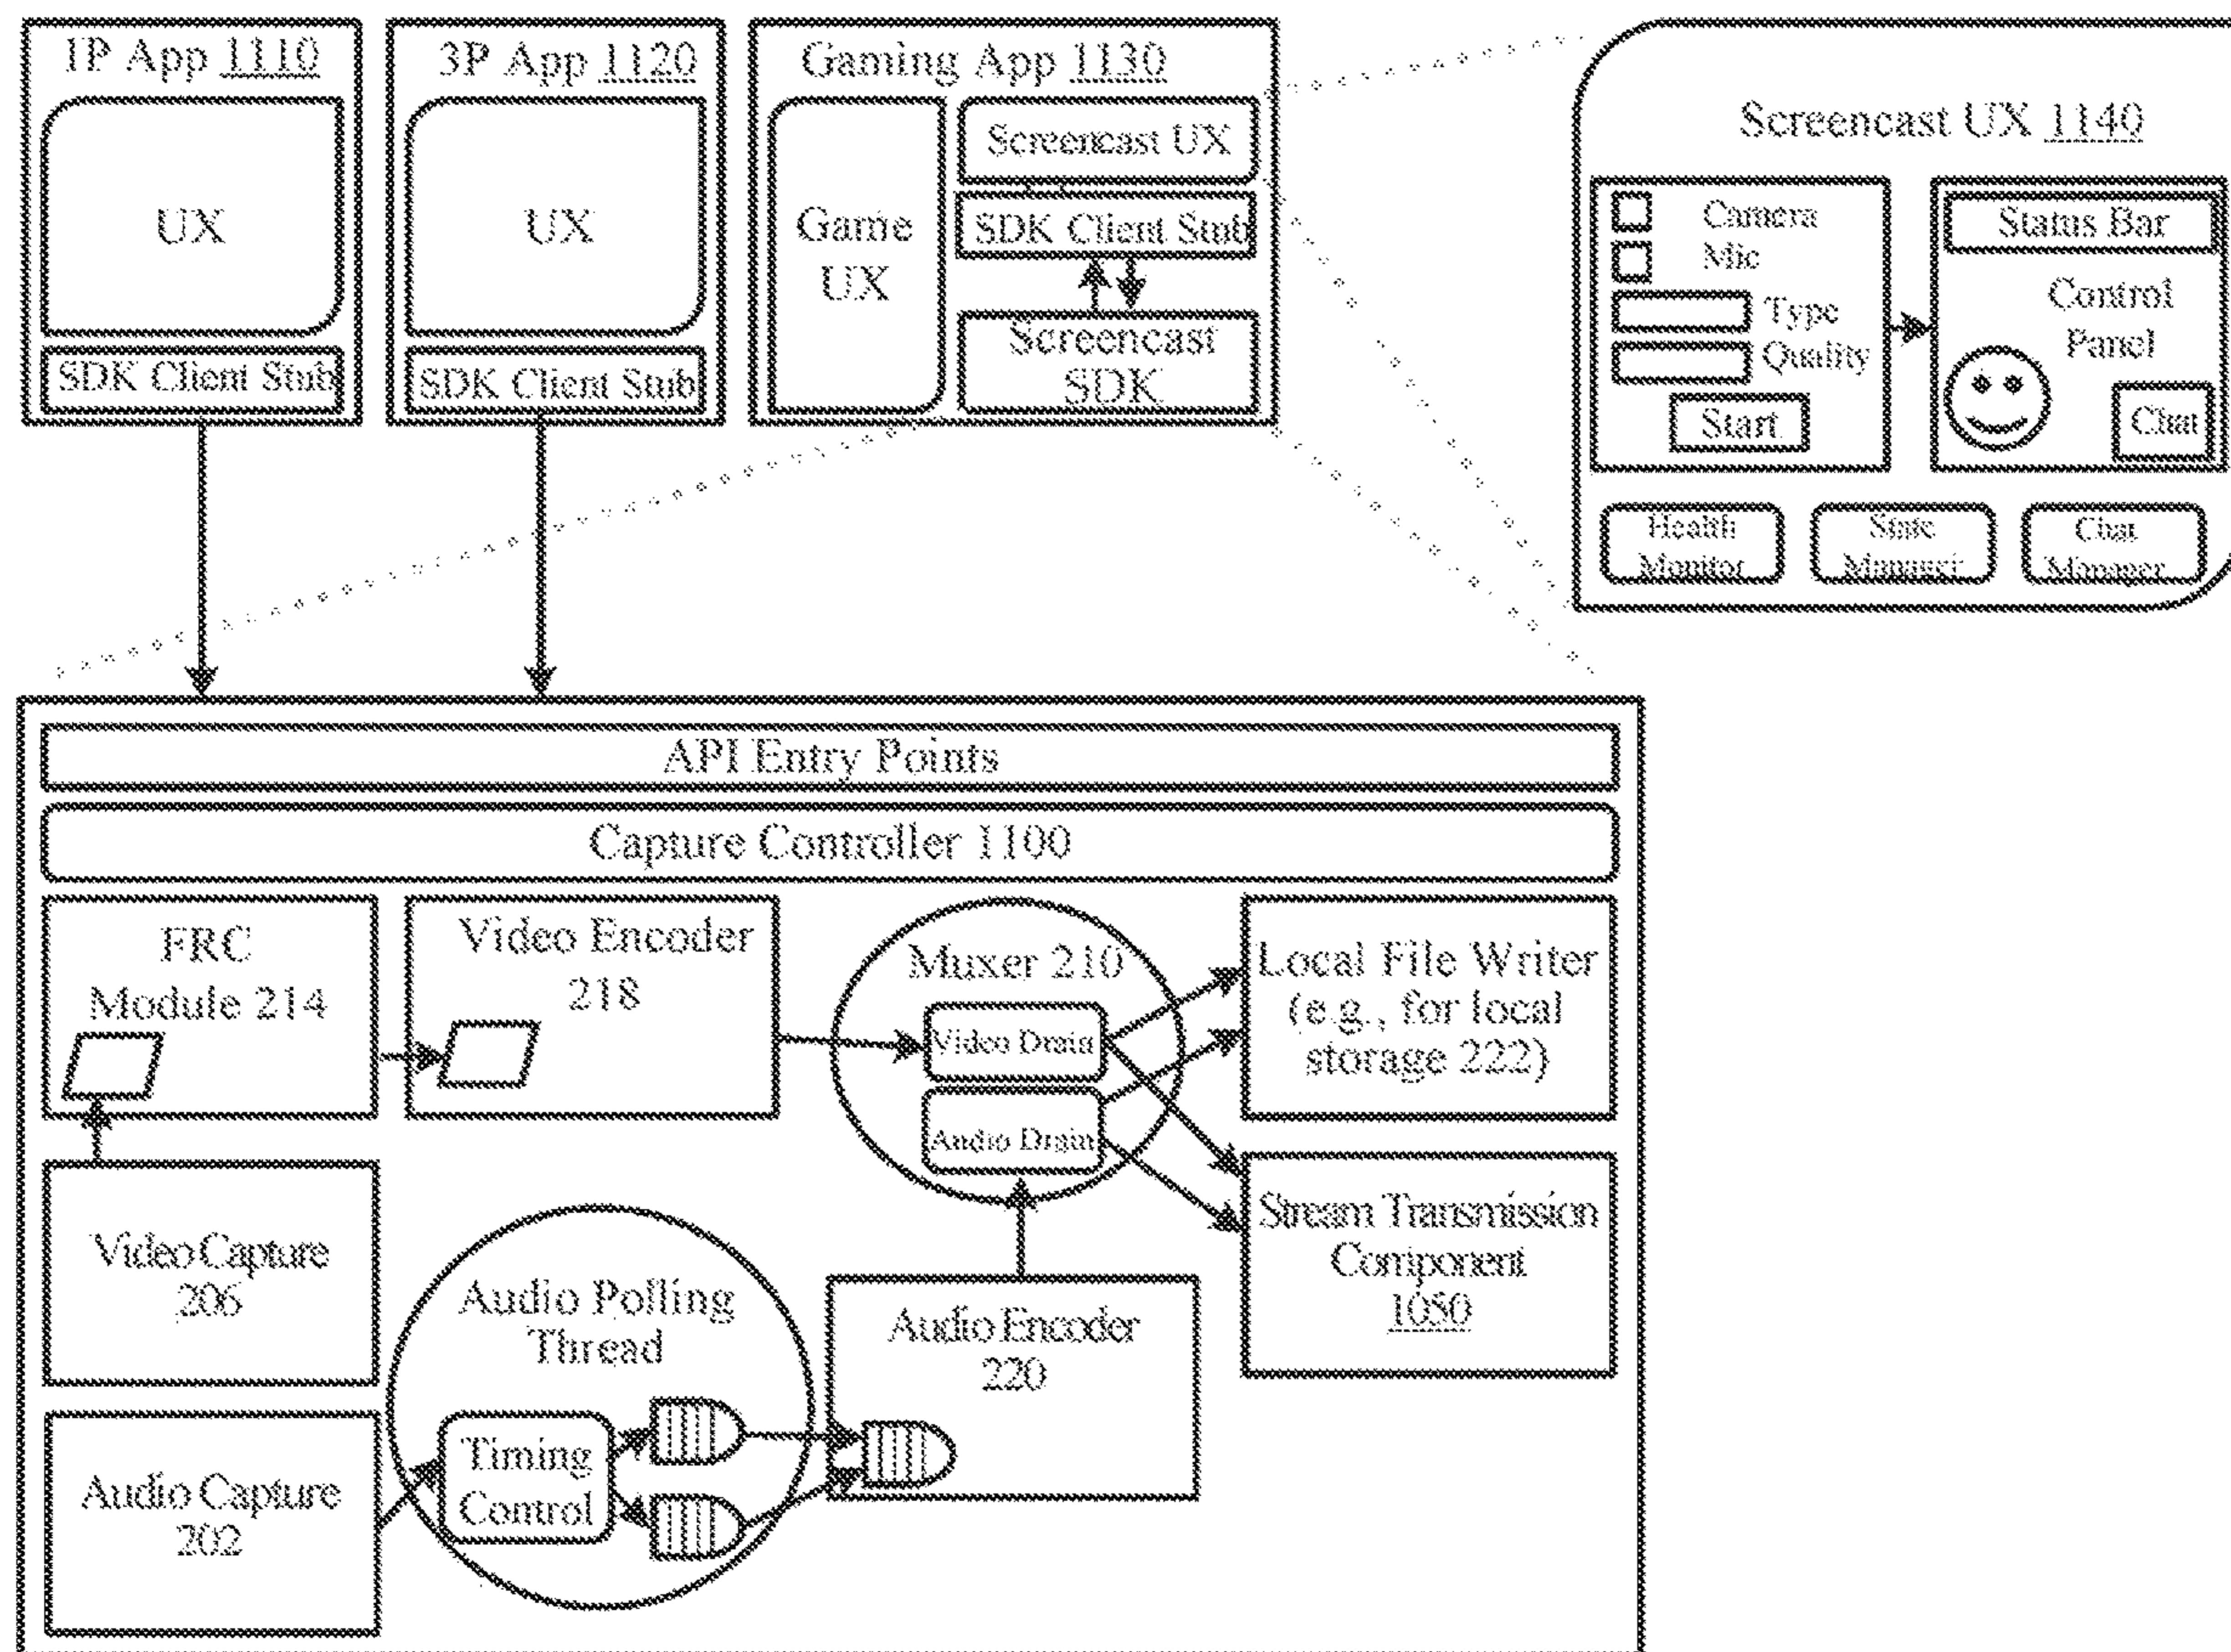 1P App 1110
UX
SDK Client Stub
3P App 1120
UX
SDK Client Stub
Gaming App 1130
Game
UX
Screencast UX
SDK Client Stub
Screencast
SDK
Screencast UX 1140
Camera
Mic
Type
Quality
Start
Status Bar
Control
Panel
Chat
Health
Monitor
State
Manager
Chat
Manager
API Entry Points
Capture Controller 1100
FRC
Module 214
Video Encoder
218
Muxer 210
Video Drain
Audio Drain
Local File Writer
(e.g., for local
storage 222)
Video Capture
206
Audio Polling
Thread
Timing
Control
Audio Encoder
220
Stream Transmission
Component
1050
Audio Capture
202